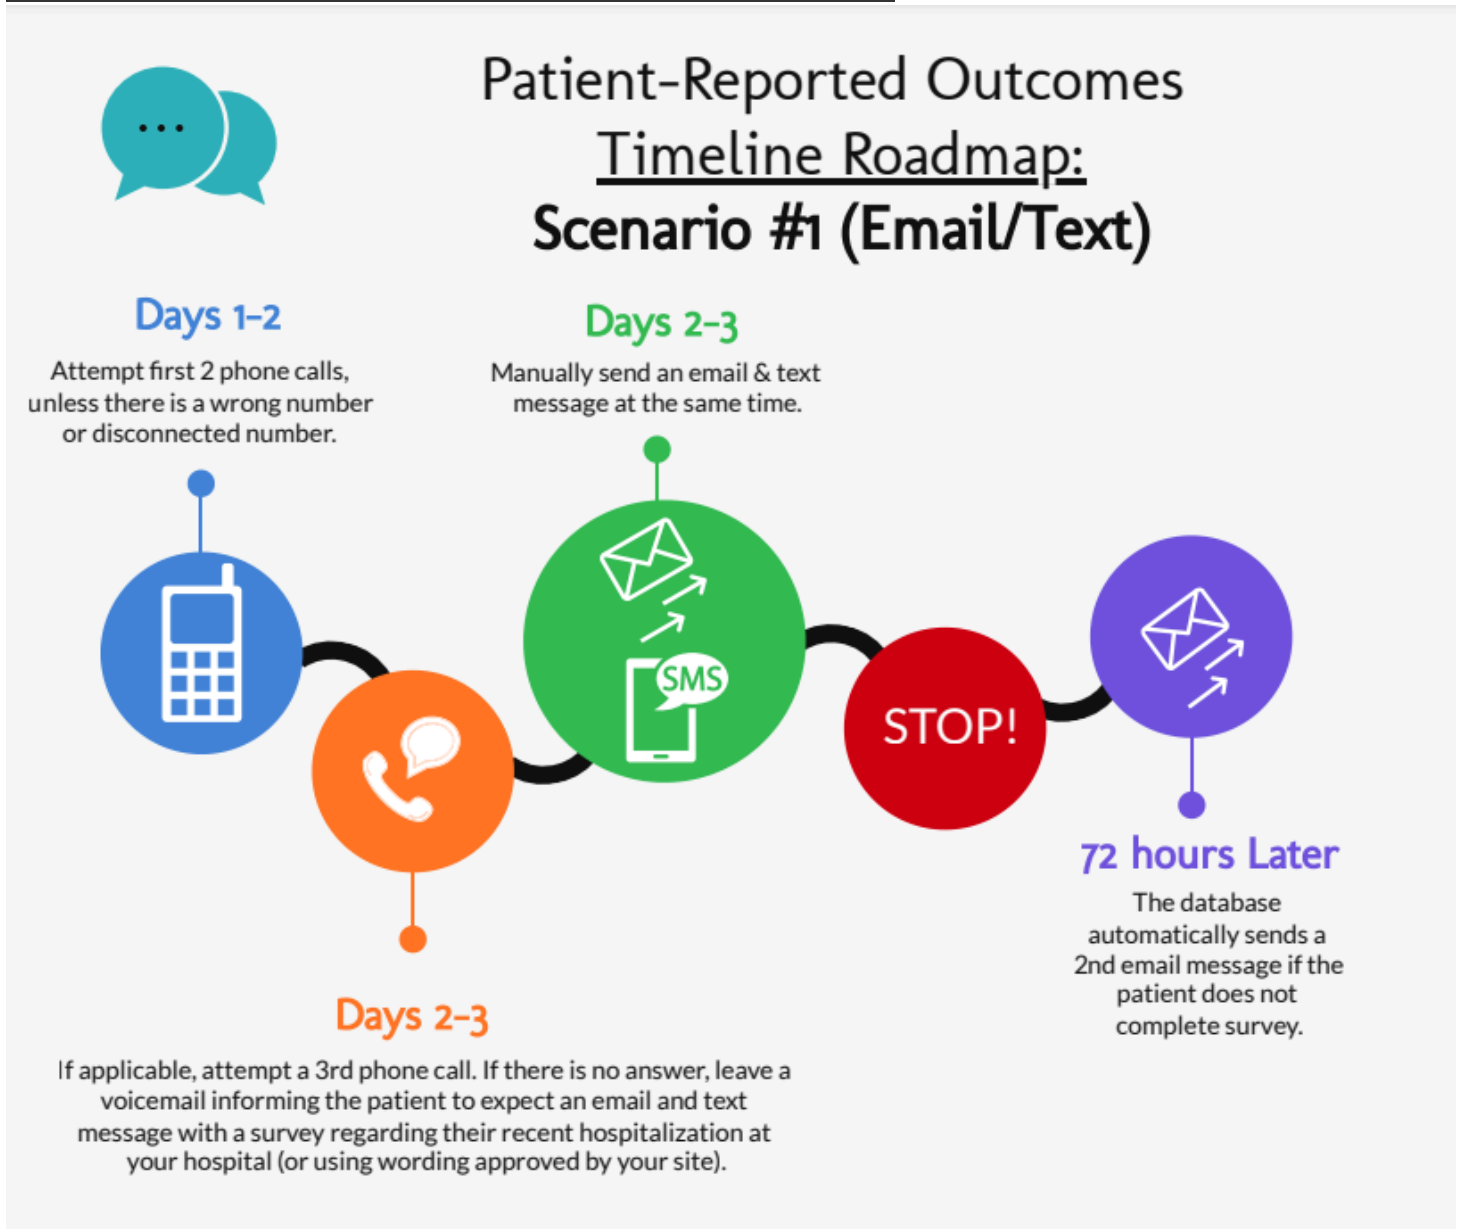 Patient-Reported Outcomes
Timeline Roadmap:
Scenario #1 (Email/Text)
Days 1-2
Attempt first 2 phone calls,
unless there is a wrong number
or disconnected number.
Days 2-3
Manually send an email & text
message at the same time.
SMS
STOP!
Days 2-3
If applicable, attempt a 3rd phone call. If there is no answer, leave a
voicemail informing the patient to expect an email and text
message with a survey regarding their recent hospitalization at
your hospital (or using wording approved by your site).
72 hours Later
The database
automatically sends a
2nd email message if the
patient does not
complete survey.